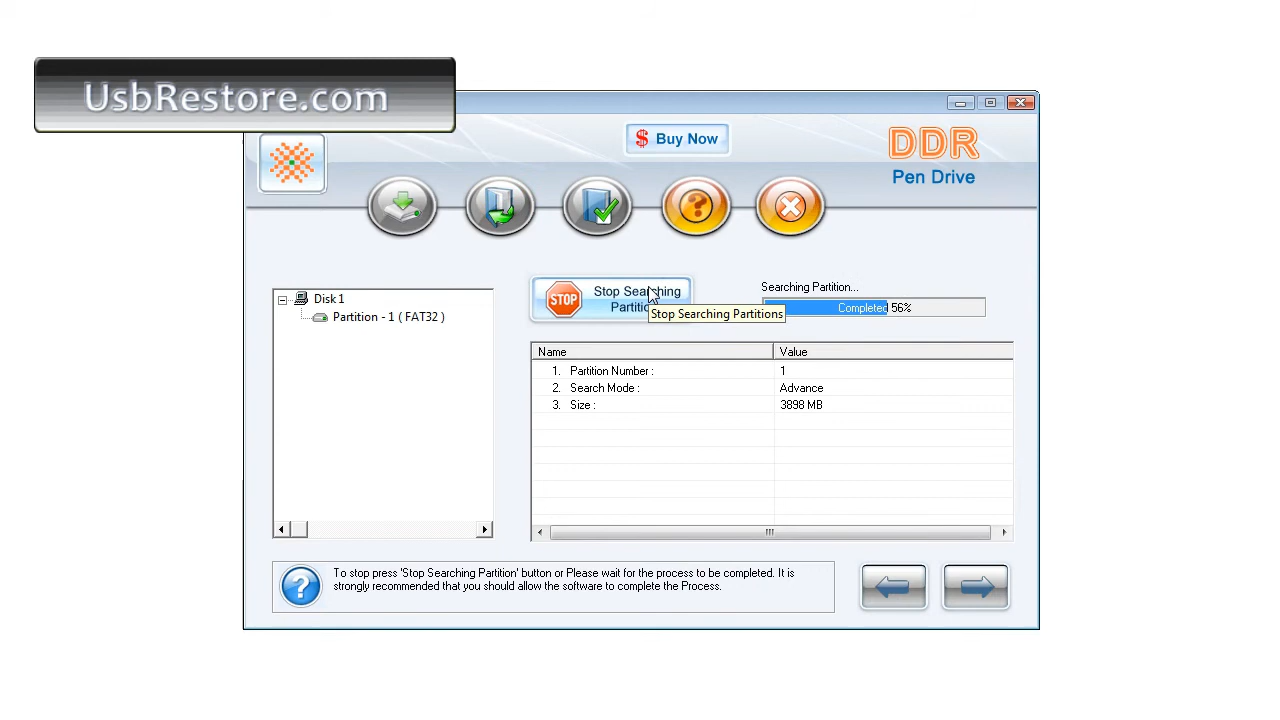 UsbRestore.com
$ Buy Now
DDR
Pen Drive
Disk 1
Partition - 1 ( FAT32 )
STOP
Stop Searching
Partitio
Stop Searching Partitions
Searching Partition...
Completed 56%
Name Value
1. Partition Number : 1
2. Search Mode : Advance
3. Size : 3898 MB
To stop press 'Stop Searching Partition' button or Please wait for the process to be completed. It is
strongly recommended that you should allow the software to complete the Process.